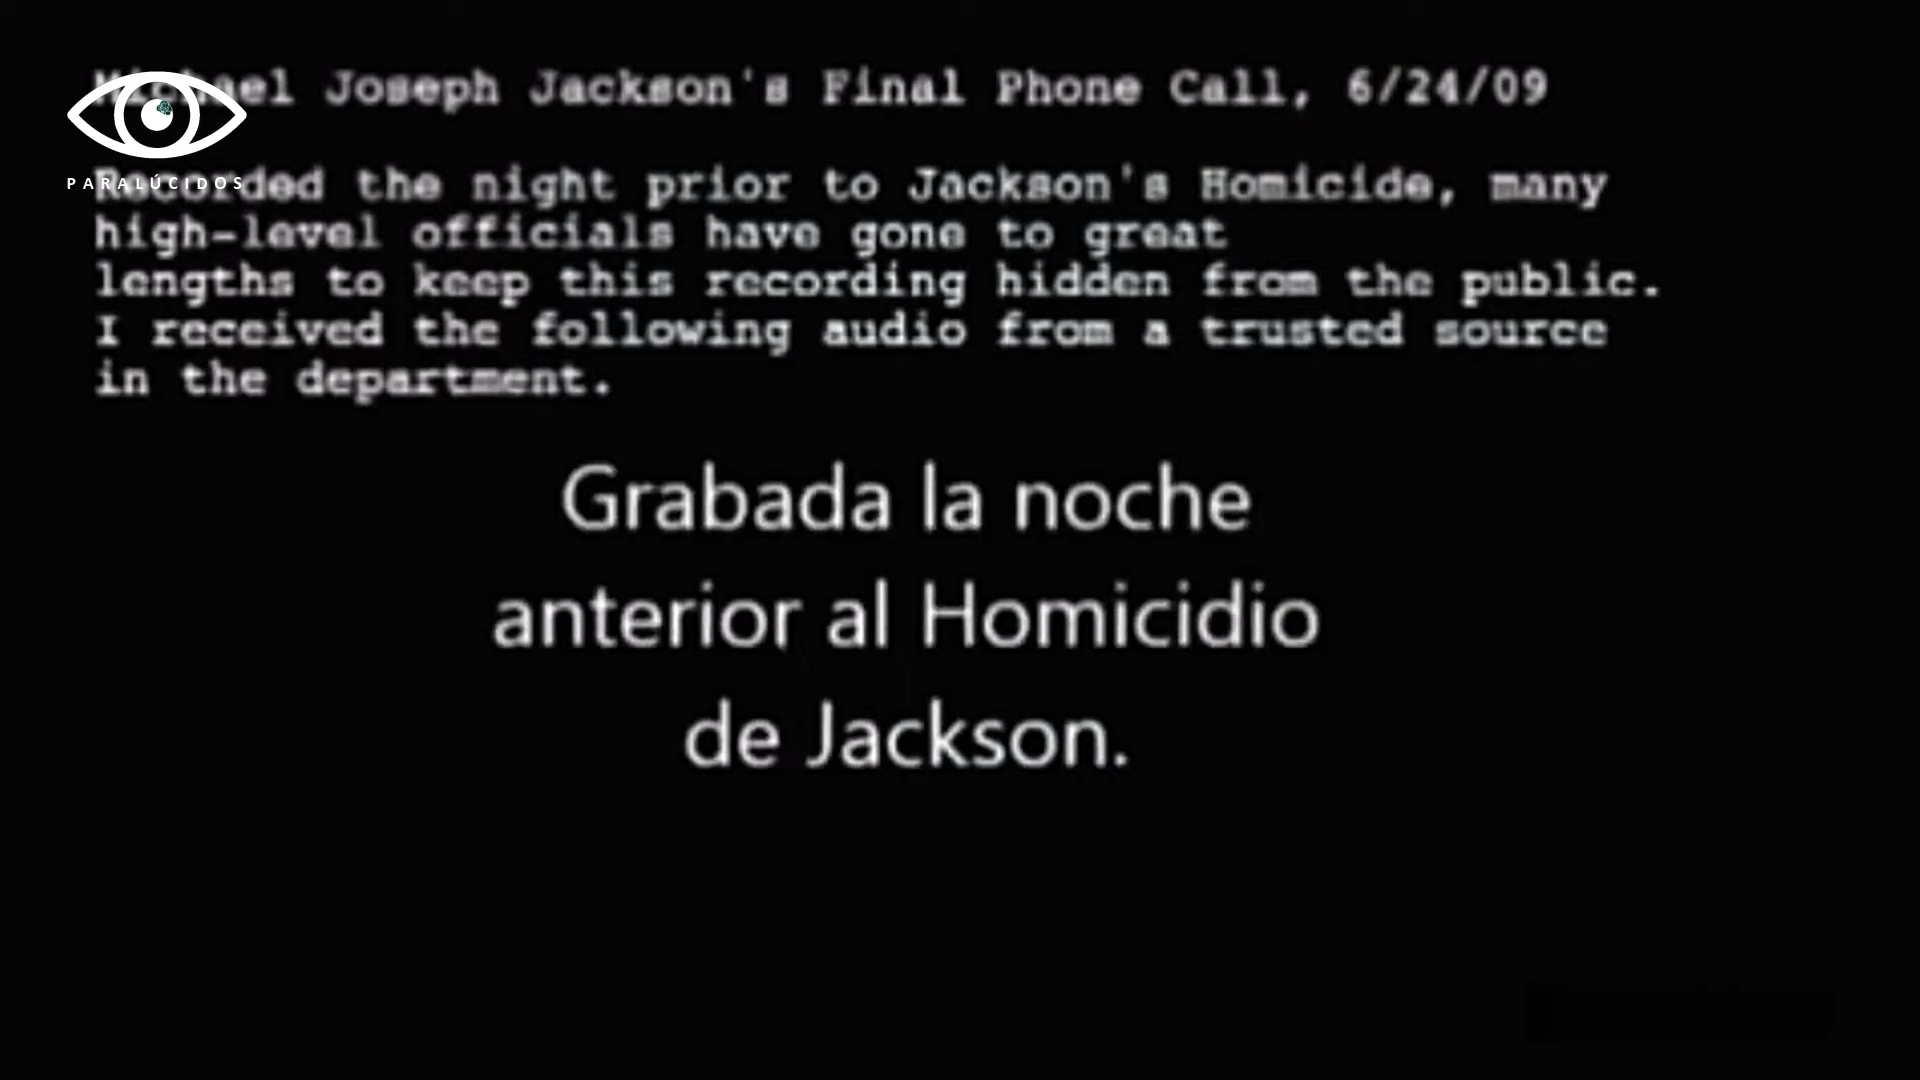 Michael Joseph Jackson's Final Phone Call, 6/24/09
Recorded the night prior to Jackson's Homicide, many
high-level officials have gone to great
lengths to keep this recording hidden from the public.
I received the following audio from a trusted source
in the department.
PARALÚCIDOS
Grabada la noche
anterior al Homicidio
de Jackson.